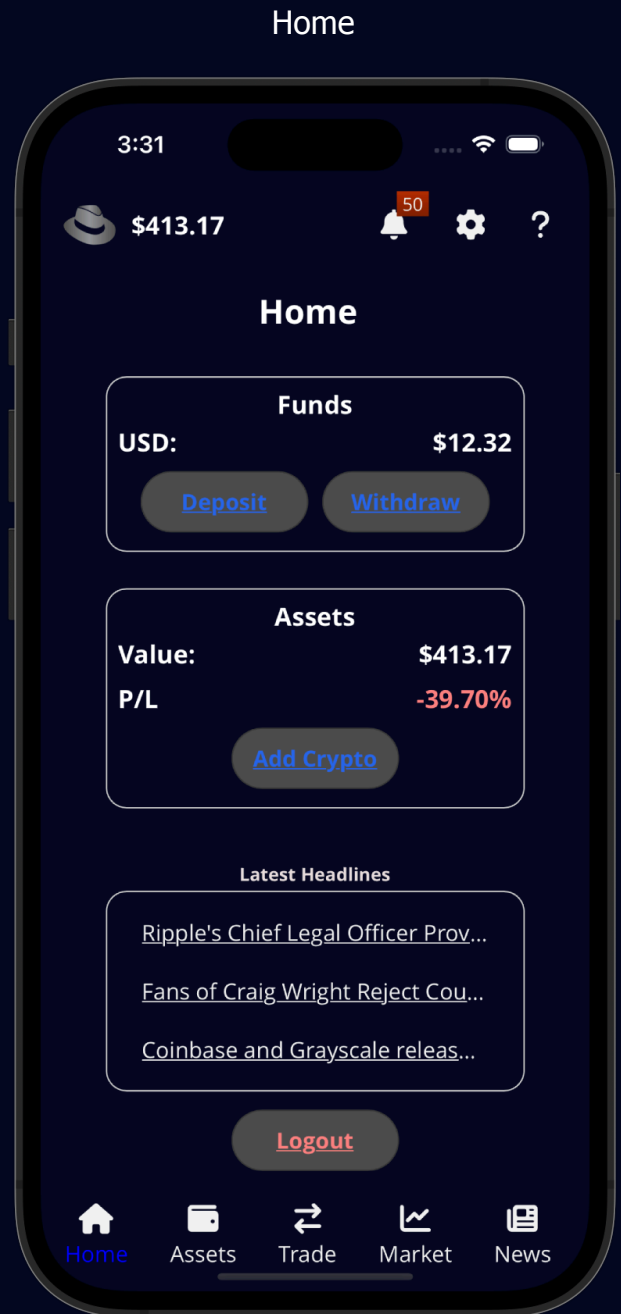 Home
3:31
$413.17
50
?
Home
Funds
USD: $12.32
Deposit Withdraw
Assets
Value: $413.17
P/L -39.70%
Add Crypto
Latest Headlines
Ripple's Chief Legal Officer Prov...
Fans of Craig Wright Reject Cou...
Coinbase and Grayscale releas...
Logout
Home Assets Trade Market News